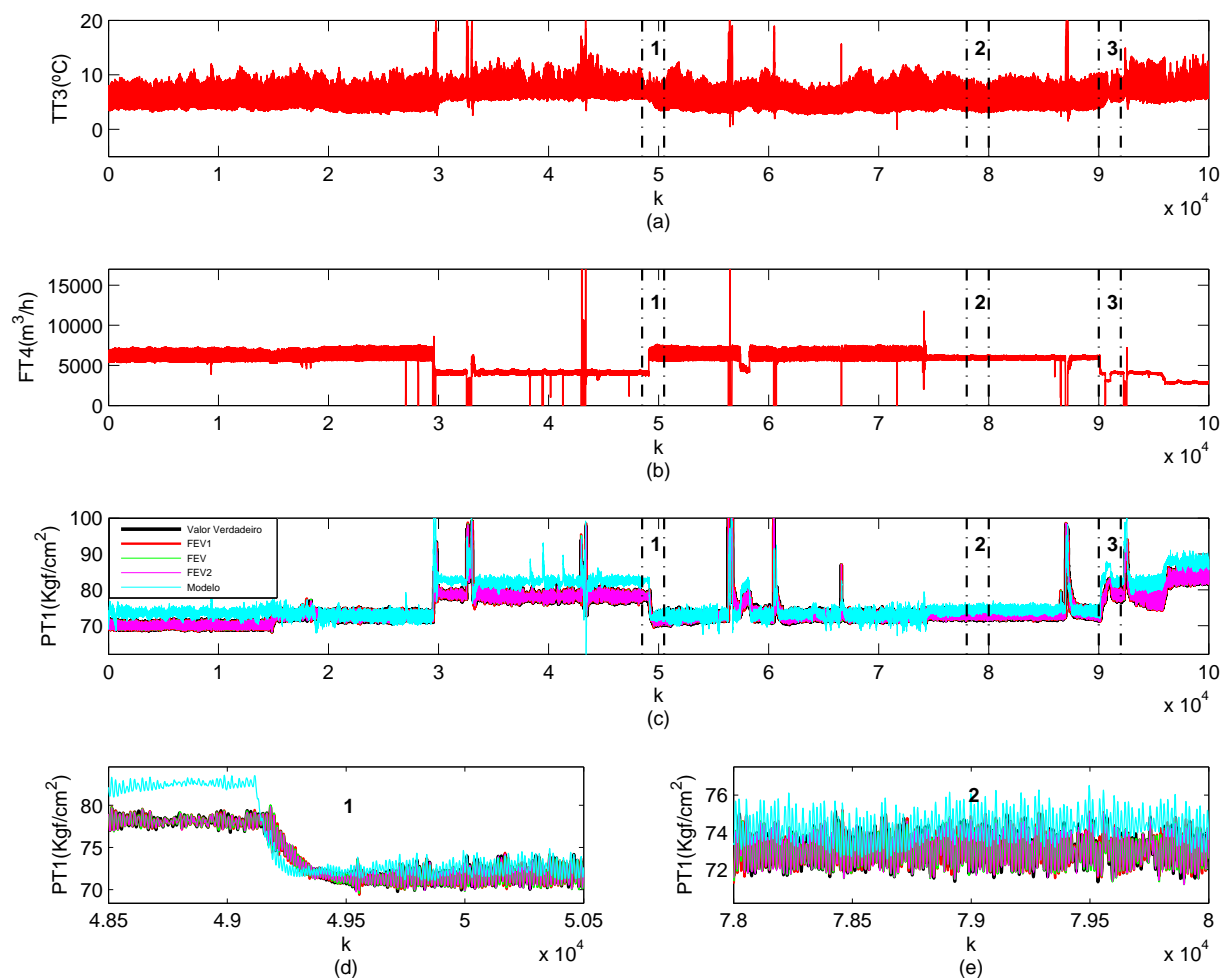 20
10
0
TT3(ºC)
1
2
3
0 1 2 3 4 5 6 7 8 9 10
k
x 10^4
(a)
15000
10000
5000
0
FT4(m^3/h)
1
2
3
0 1 2 3 4 5 6 7 8 9 10
k
x 10^4
(b)
100
90
80
70
PT1(Kgf/cm^2)
Valor Verdadeiro
FEV1
FEV
FEV2
Modelo
1
2
3
0 1 2 3 4 5 6 7 8 9 10
k
x 10^4
(c)
80
75
70
PT1(Kgf/cm^2)
1
4.85 4.9 4.95 5 5.05
k
x 10^4
(d)
76
74
72
PT1(Kgf/cm^2)
2
7.8 7.85 7.9 7.95 8
k
x 10^4
(e)